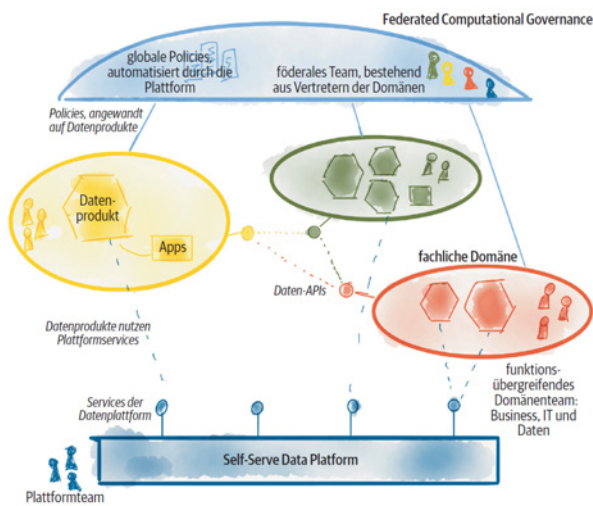 Federated Computational Governance
globale Policies,
automatisiert durch die
Plattform
föderales Team, bestehend
aus Vertretern der Domänen
Policies, angewandt
auf Datenprodukte
Daten-
produkt
Apps
fachliche Domäne
Daten-APIs
Datenprodukte nutzen
Plattformservices
funktions-
übergreifendes
Domänenteam:
Business, IT und
Daten
Services der
Datenplattform
Self-Serve Data Platform
Plattformteam